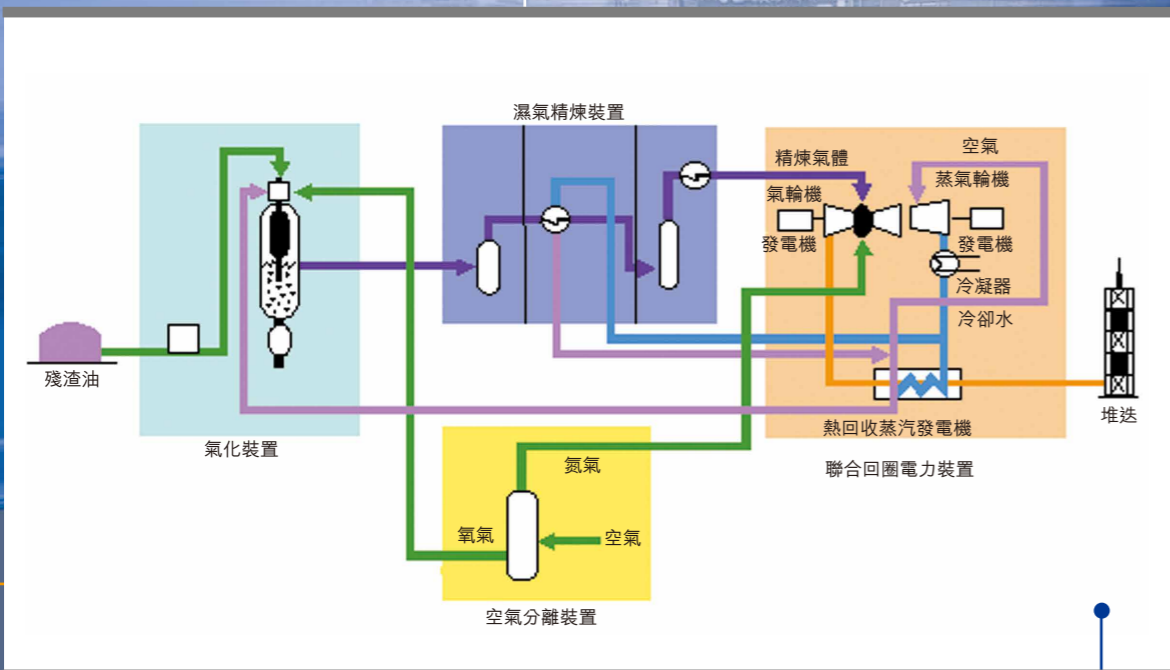 濕氣精煉裝置
空氣
精煉氣體
蒸氣輪機
氣輪機
發電機
發電機
冷凝器
冷卻水
殘渣油
堆迭
熱回收蒸汽發電機
氣化裝置
聯合回圈電力裝置
氮氣
氧氣
空氣
空氣分離裝置